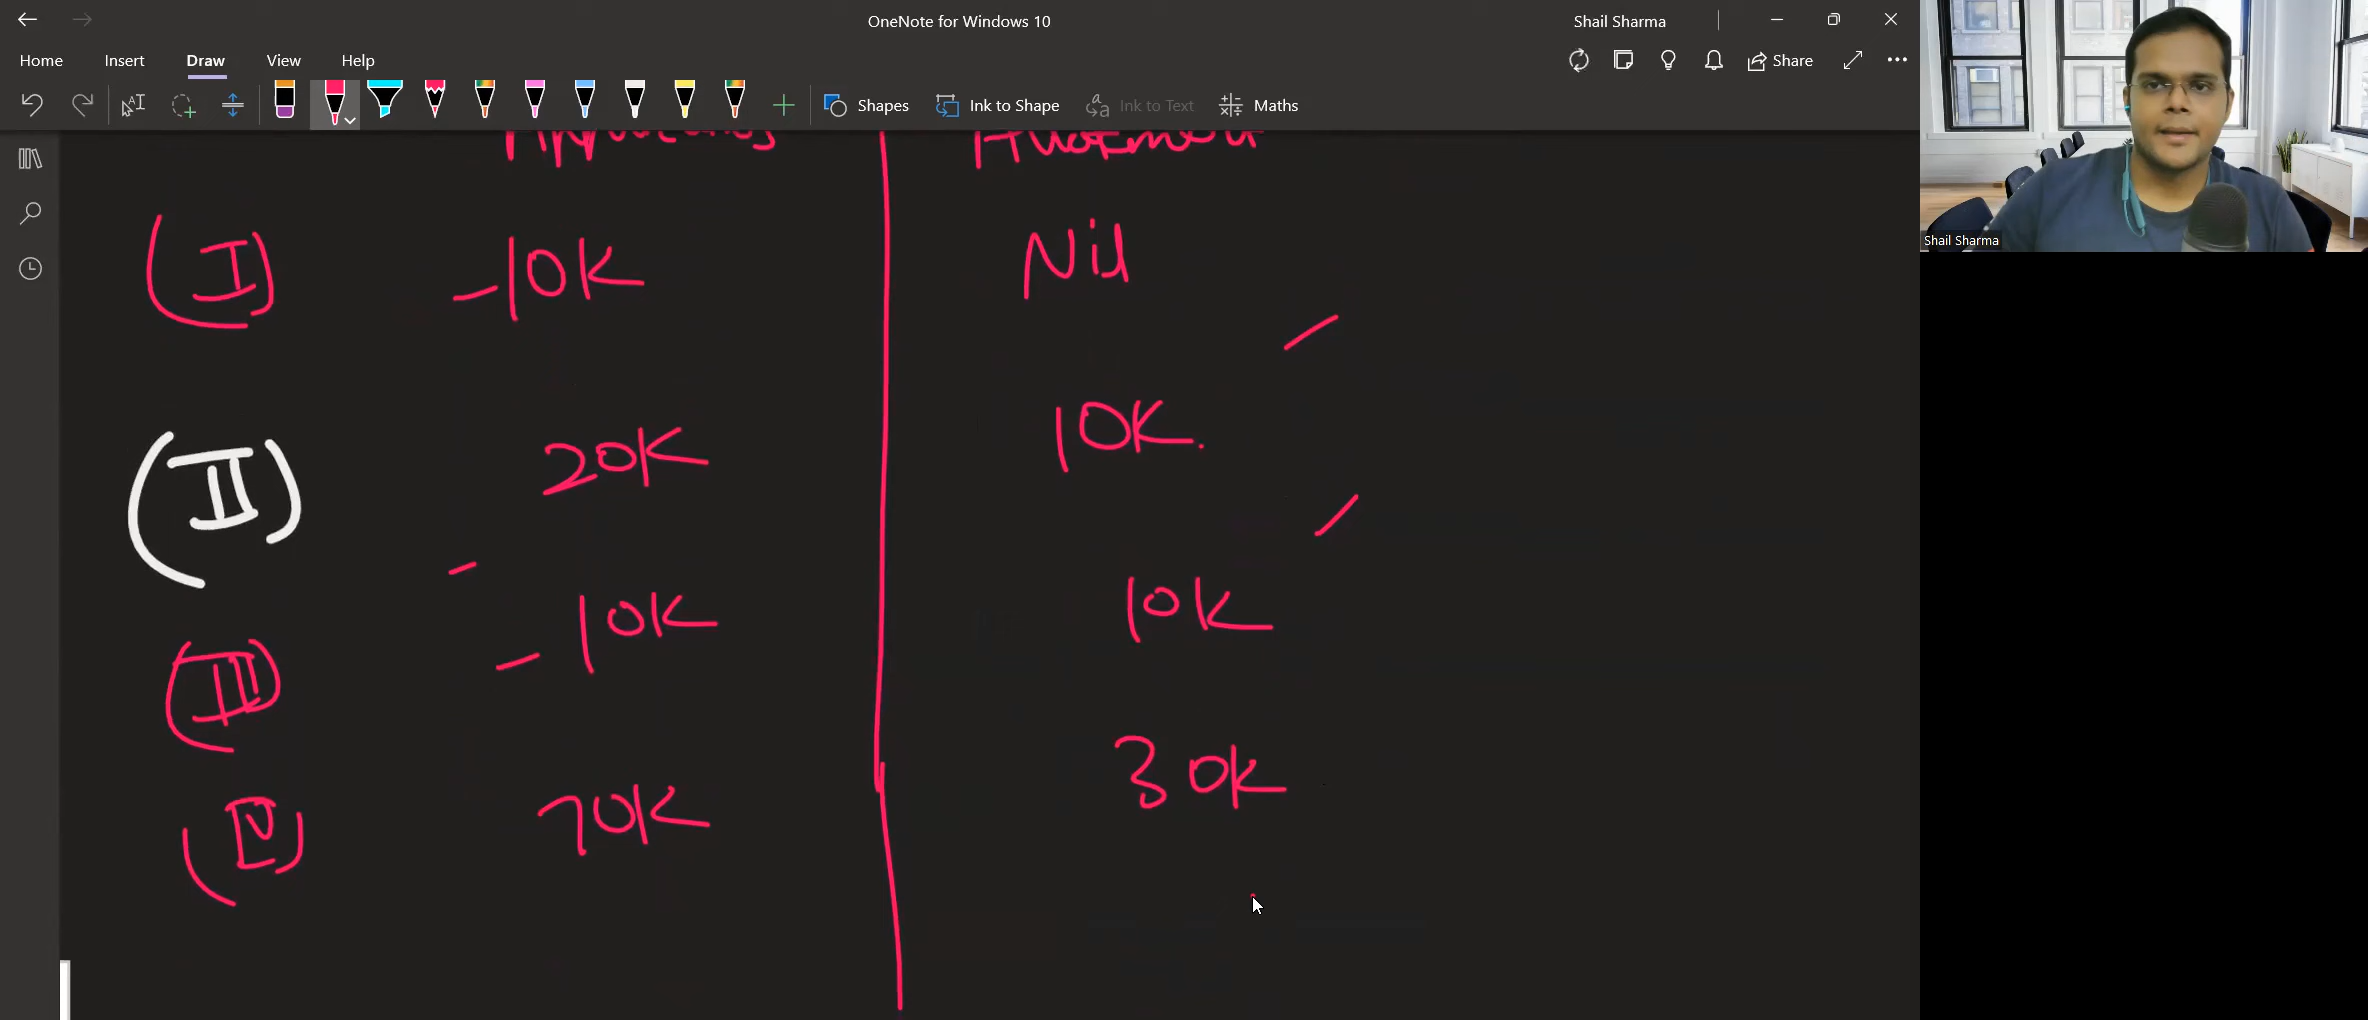 OneNote for Windows 10
Shail Sharma
Home Insert Draw View Help
Share
Shapes Ink to Shape Ink to Text Maths
Shail Sharma
(I) -10K Nil
(II) 20K 10K.
(III) -10K 10K
(IV) 70K 30K